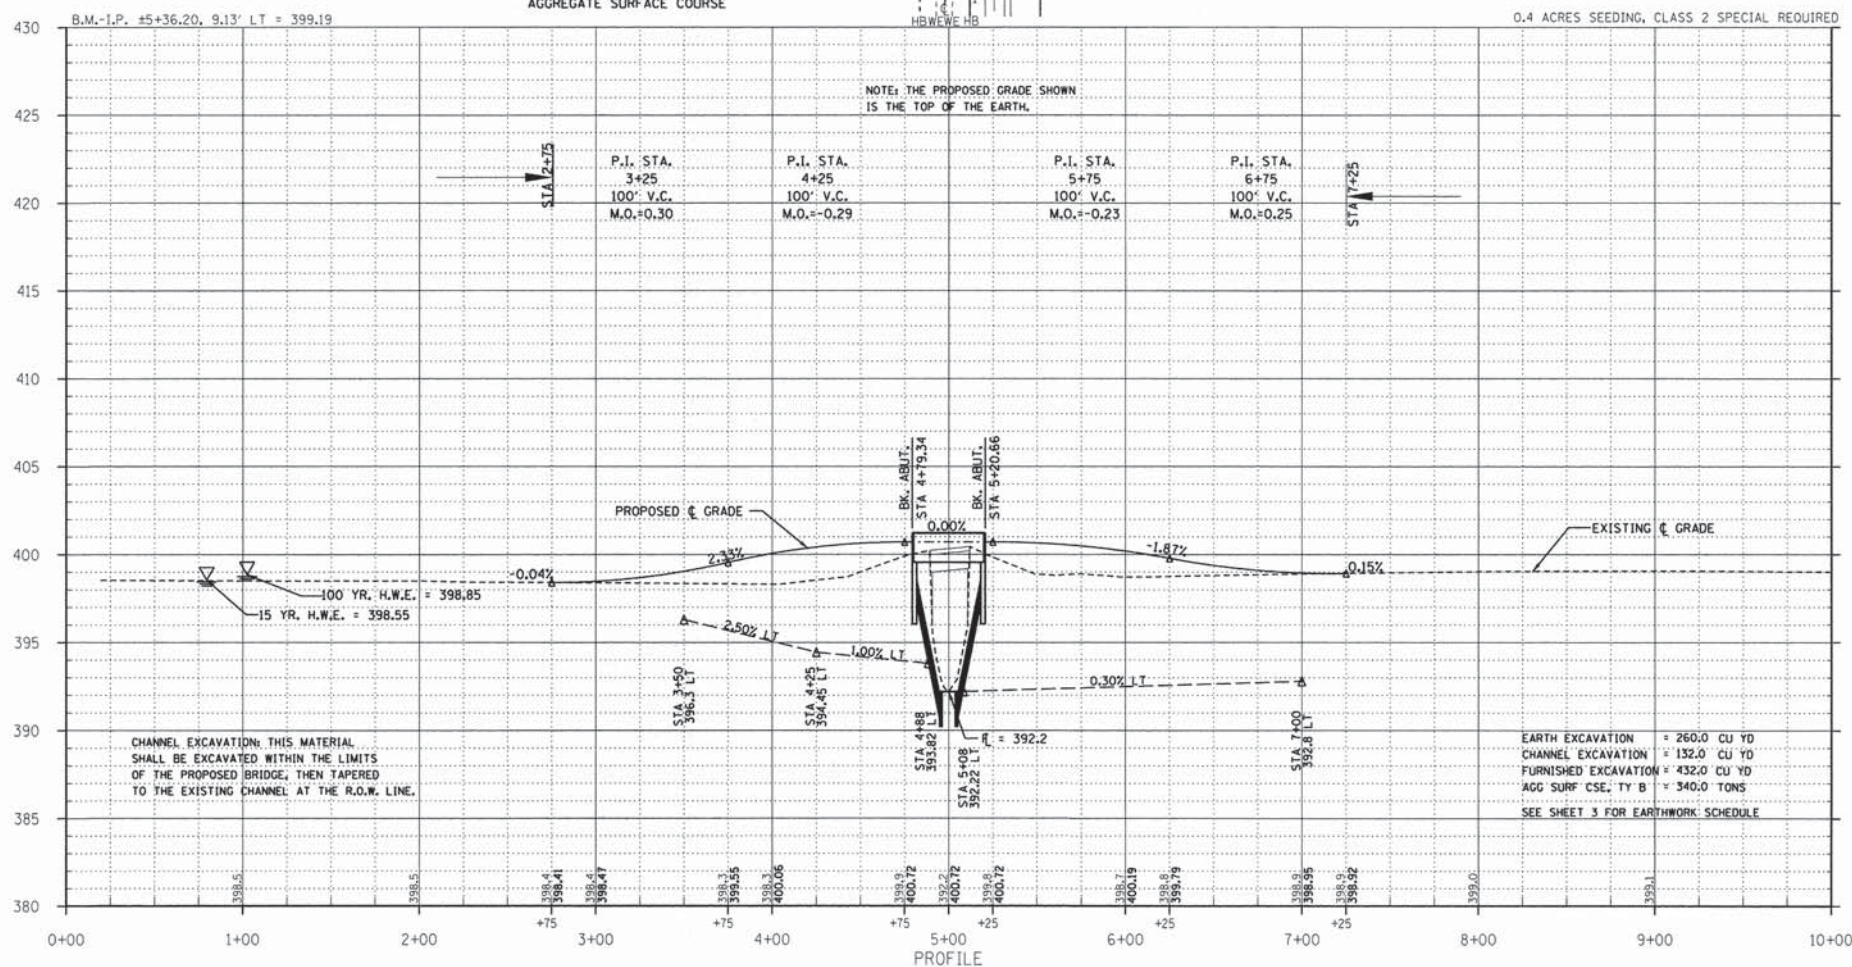 AGGREGATE SURFACE COURSE
B.M.-I.P. ±5+36.20, 9.13' LT = 399.19
HBWEWE HB
0.4 ACRES SEEDING, CLASS 2 SPECIAL REQUIRED
430
425
420
415
410
405
400
395
390
385
380
NOTE: THE PROPOSED GRADE SHOWN
IS THE TOP OF THE EARTH.
STA 2+75
P.I. STA.
3+25
100' V.C.
M.O.=0.30
P.I. STA.
4+25
100' V.C.
M.O.=-0.29
P.I. STA.
5+75
100' V.C.
M.O.=-0.23
P.I. STA.
6+75
100' V.C.
M.O.=0.25
STA 7+25
BK. ABUT.
STA 4+79.34
BK. ABUT.
STA 5+20.66
PROPOSED ℄ GRADE
0.00%
EXISTING ℄ GRADE
-0.04%
2.33%
-1.87%
0.15%
100 YR. H.W.E. = 398.85
15 YR. H.W.E. = 398.55
2.50% LT
1.00% LT
0.30% LT
STA 3+50
396.3 LT
STA 4+25
394.45 LT
STA 4+88
393.82 LT
STA 5+08
392.22 LT
FL = 392.2
STA 7+00
392.8 LT
CHANNEL EXCAVATION: THIS MATERIAL
SHALL BE EXCAVATED WITHIN THE LIMITS
OF THE PROPOSED BRIDGE, THEN TAPERED
TO THE EXISTING CHANNEL AT THE R.O.W. LINE.
EARTH EXCAVATION = 260.0 CU YD
CHANNEL EXCAVATION = 132.0 CU YD
FURNISHED EXCAVATION = 432.0 CU YD
AGG SURF CSE, TY B = 340.0 TONS
SEE SHEET 3 FOR EARTHWORK SCHEDULE
398.5
398.5
398.4
398.41
398.4
398.47
398.3
399.55
398.3
400.06
399.9
400.72
392.2
400.72
399.8
400.72
398.7
400.19
398.8
399.79
398.9
398.95
398.9
398.92
399.0
399.1
0+00
1+00
2+00
+75
3+00
+75
4+00
+75
5+00
+25
6+00
+25
7+00
+25
8+00
9+00
10+00
PROFILE